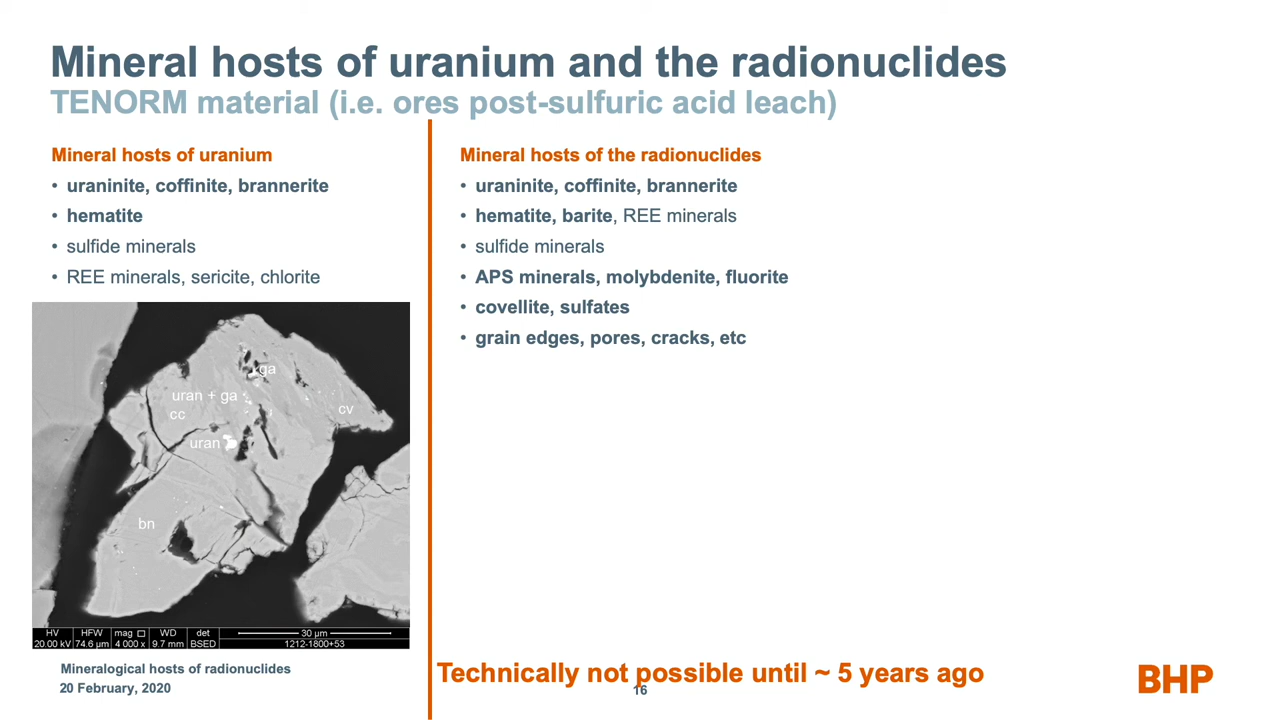 Mineral hosts of uranium and the radionuclides
TENORM material (i.e. ores post-sulfuric acid leach)
Mineral hosts of uranium
• uraninite, coffinite, brannerite
• hematite
• sulfide minerals
• REE minerals, sericite, chlorite
ga
uran + ga
cc
cv
uran
bn
HV HFW mag WD det 30 µm
20.00 kV 74.6 µm 4 000 x 9.7 mm BSED 1212-1800+53
Mineralogical hosts of radionuclides
20 February, 2020
Mineral hosts of the radionuclides
• uraninite, coffinite, brannerite
• hematite, barite, REE minerals
• sulfide minerals
• APS minerals, molybdenite, fluorite
• covellite, sulfates
• grain edges, pores, cracks, etc
Technically not possible until ~ 5 years ago
16
BHP